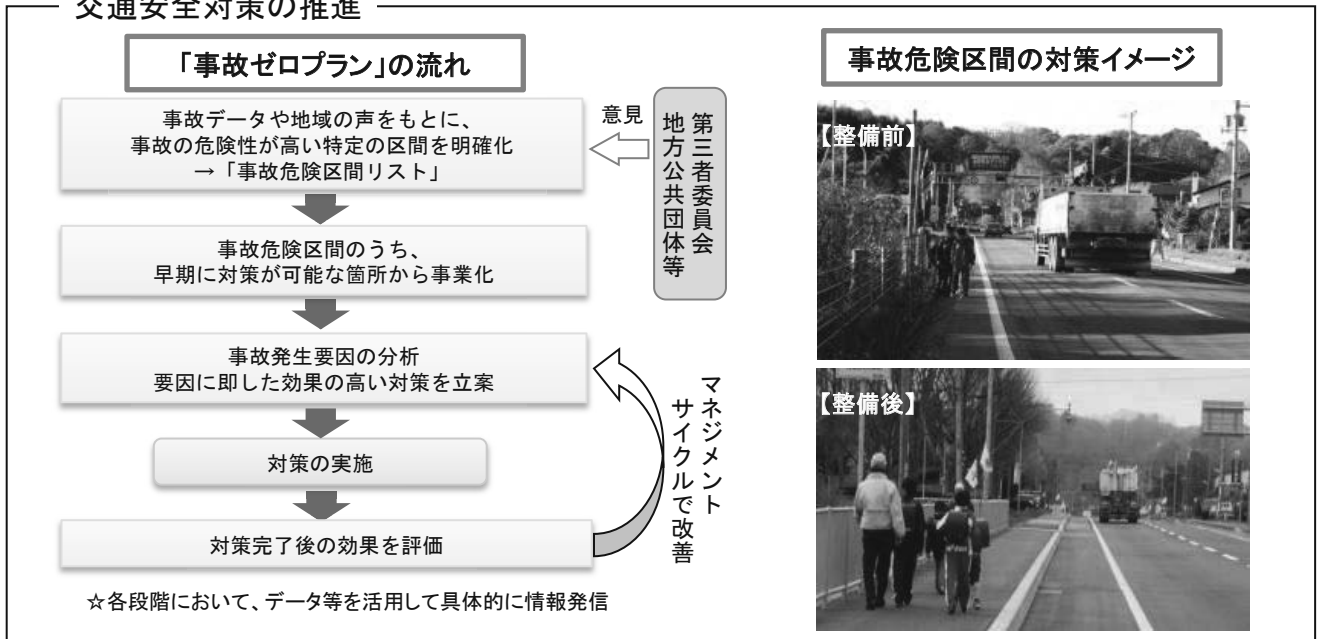 交通安全対策の推進
「事故ゼロプラン」の流れ
事故データや地域の声をもとに、
事故の危険性が高い特定の区間を明確化
→「事故危険区間リスト」
意見
第三者委員会
地方公共団体等
事故危険区間のうち、
早期に対策が可能な箇所から事業化
事故発生要因の分析
要因に即した効果の高い対策を立案
対策の実施
対策完了後の効果を評価
マネジメント
サイクルで改善
☆各段階において、データ等を活用して具体的に情報発信
事故危険区間の対策イメージ
【整備前】
【整備後】